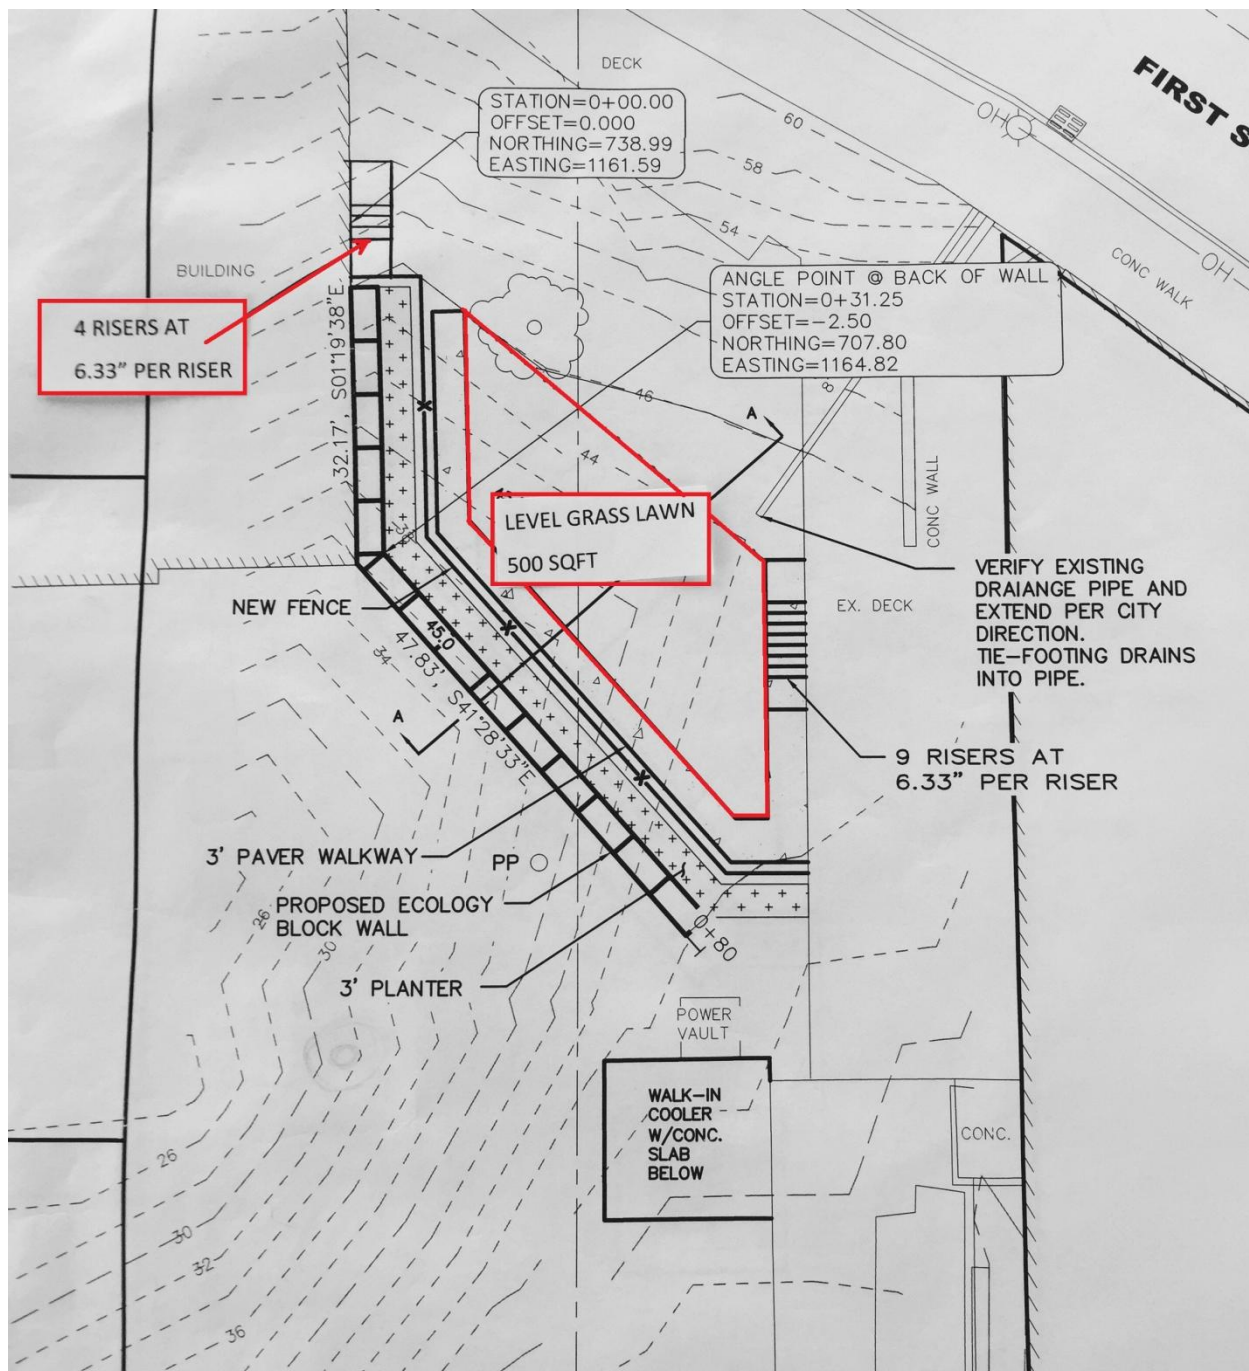 DECK
FIRST S
STATION=0+00.00
OFFSET=0.000
NORTHING=738.99
EASTING=1161.59
60
58
54
OH
OH
CONC WALK
BUILDING
ANGLE POINT @ BACK OF WALL
STATION=0+31.25
OFFSET=-2.50
NORTHING=707.80
EASTING=1164.82
4 RISERS AT
6.33" PER RISER
32.17', S01°19'38"E
46
44
A
8
CONC WALL
LEVEL GRASS LAWN
500 SQFT
VERIFY EXISTING
DRAIANGE PIPE AND
EXTEND PER CITY
DIRECTION.
TIE-FOOTING DRAINS
INTO PIPE.
NEW FENCE
EX. DECK
45.0
47.83', S41°28'33"E
34
A
9 RISERS AT
6.33" PER RISER
3' PAVER WALKWAY
PP
PROPOSED ECOLOGY
BLOCK WALL
3' PLANTER
0+80
26
30
POWER
VAULT
WALK-IN
COOLER
W/CONC.
SLAB
BELOW
CONC.
26
30
32
36